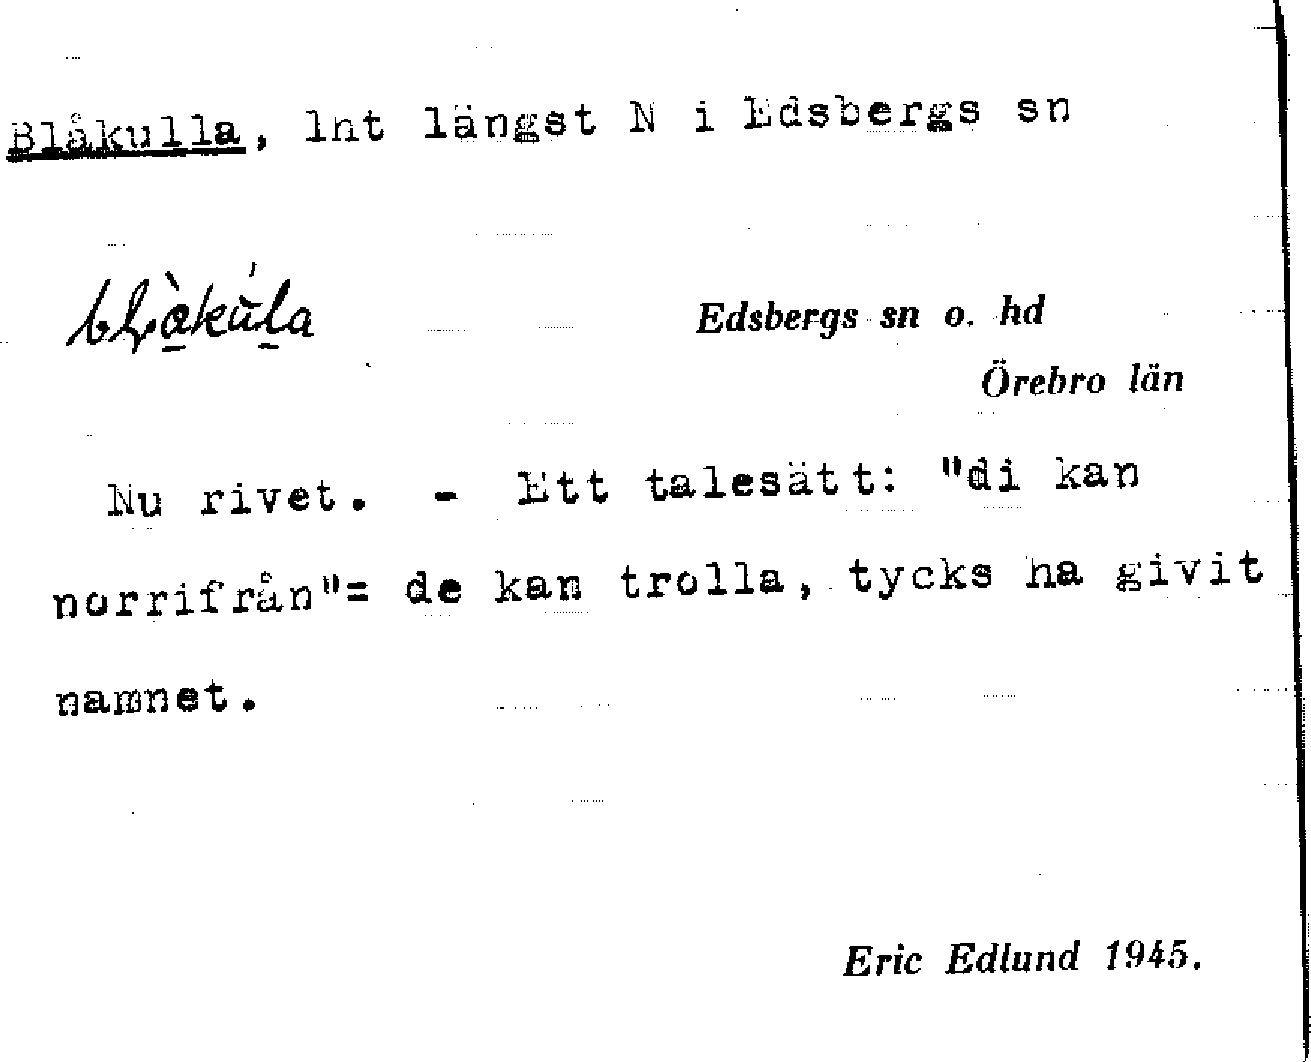 Blåkulla, lht längst N i Edsbergs sn
Edsbergs sn o. hd
Örebro län
Nu rivet. - Ett talesätt: "di kan
norrifrån"= de kan trolla, tycks ha givit
namnet.
Eric Edlund 1945.